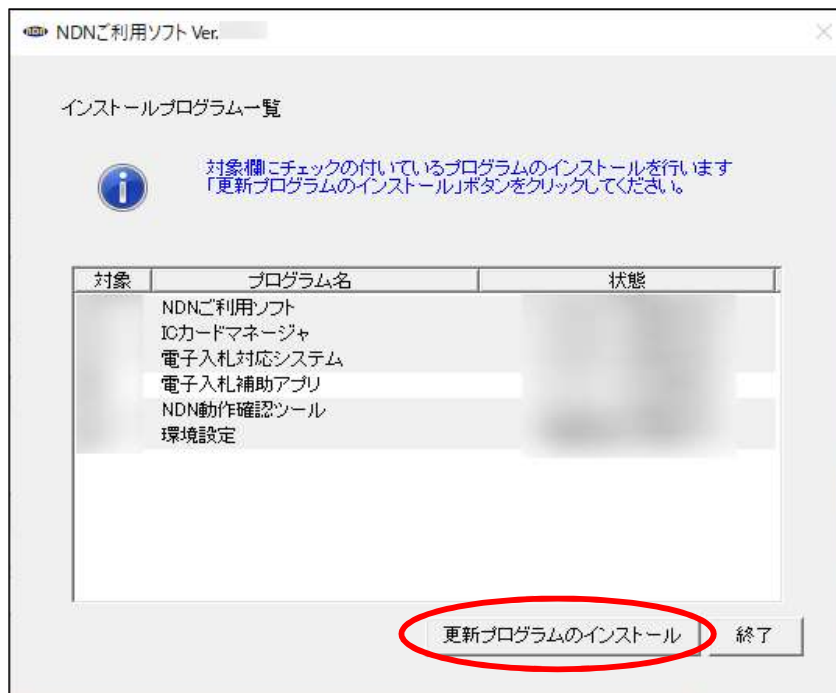 NDNご利用ソフト Ver.
インストールプログラム一覧
対象欄にチェックの付いているプログラムのインストールを行います
「更新プログラムのインストール」ボタンをクリックしてください。
対象 プログラム名 状態
NDNご利用ソフト
ICカードマネージャ
電子入札対応システム
電子入札補助アプリ
NDN動作確認ツール
環境設定
更新プログラムのインストール 終了